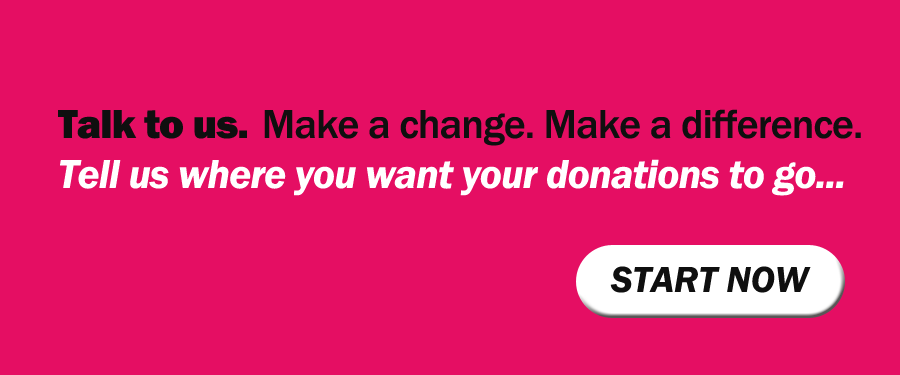 Talk to us. Make a change. Make a difference.
Tell us where you want your donations to go...
START NOW